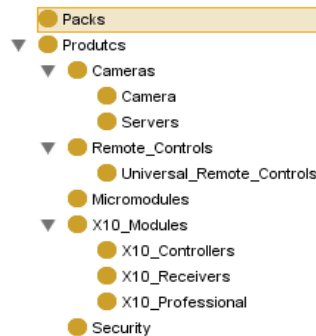 Packs
Produtcs
Cameras
Camera
Servers
Remote_Controls
Universal_Remote_Controls
Micromodules
X10_Modules
X10_Controllers
X10_Receivers
X10_Professional
Security